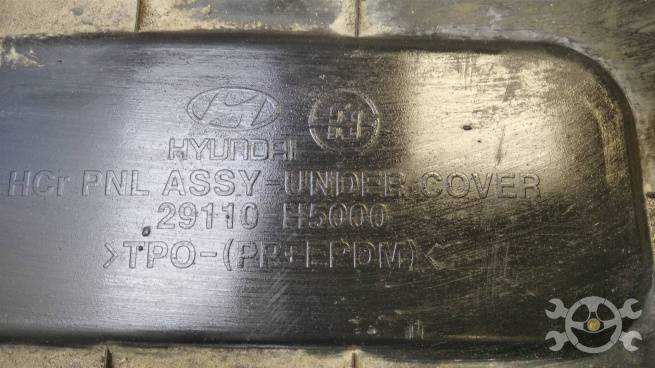 HYUNDAI
HCr PNL ASSY-UNDER COVER
29110-H5000
>TPO-(PP+EPDM)<